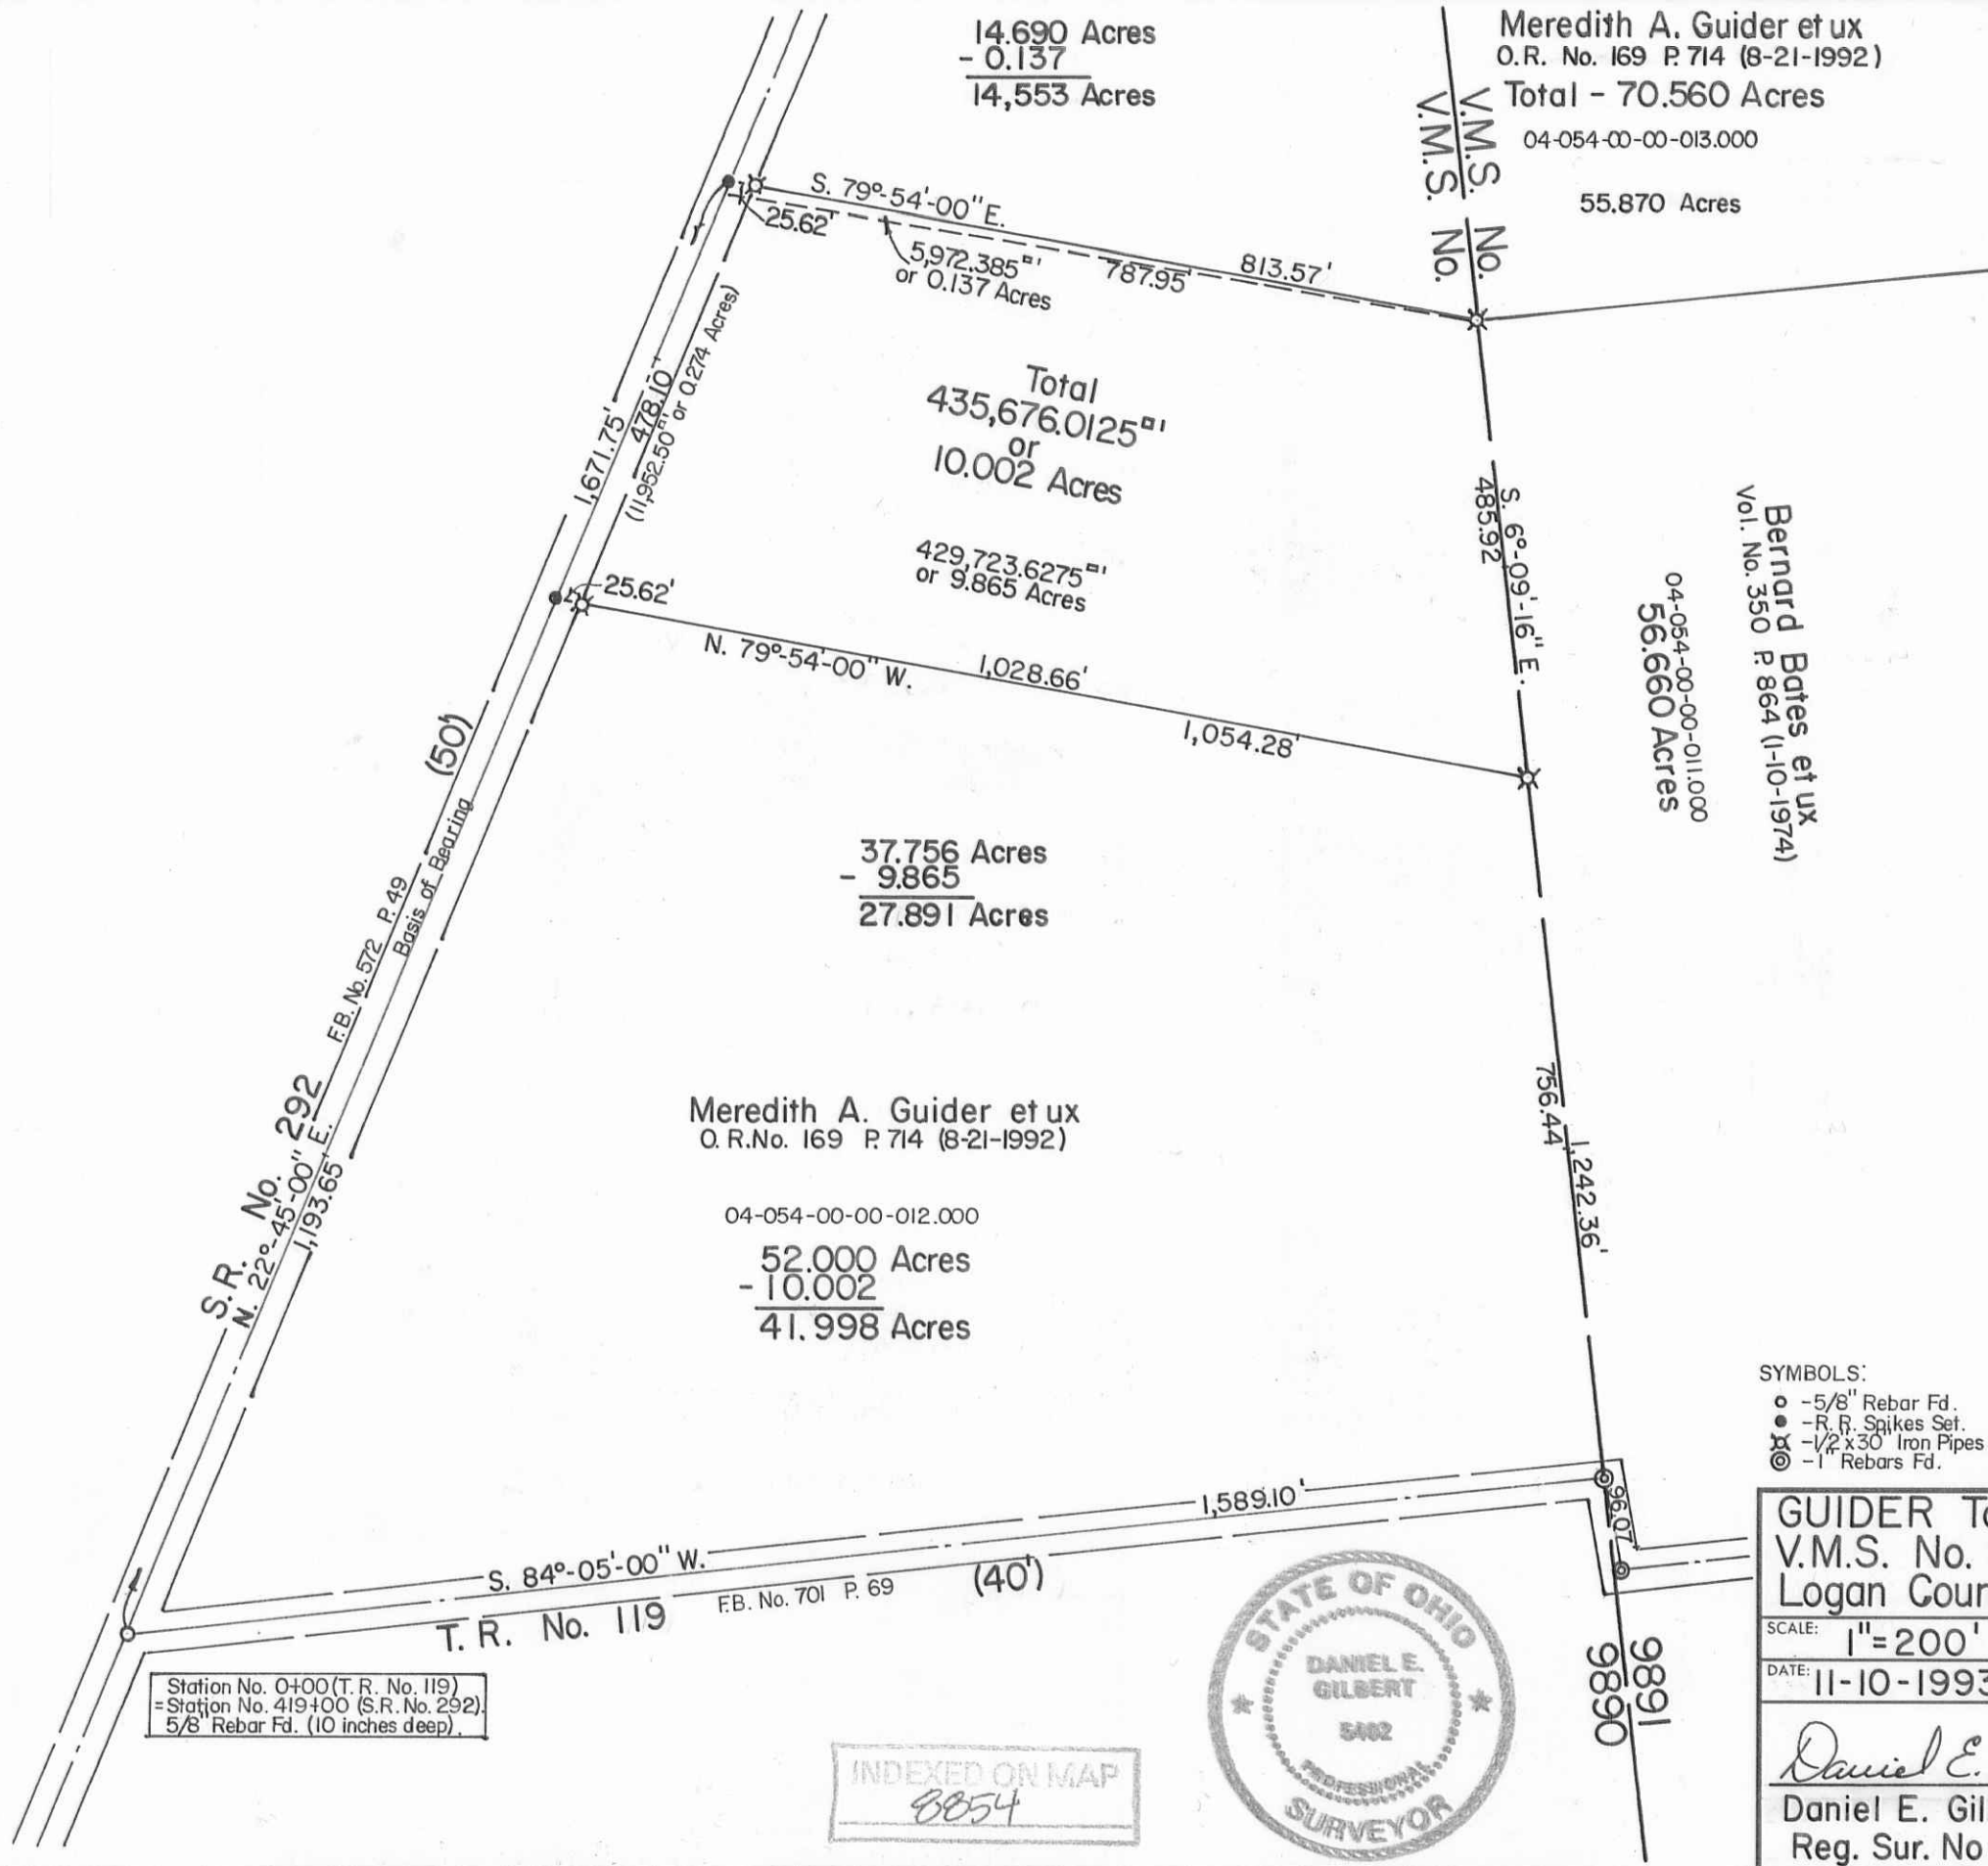 14.690 Acres
- 0.137
14,553 Acres
Meredith A. Guider et ux
O.R. No. 169 P. 714 (8-21-1992)
Total - 70.560 Acres
04-054-00-00-013.000
55.870 Acres
V.M.S. No.
V.M.S. No.
S. 79°-54'-00" E.
25.62'
813.57'
787.95'
5,972.385⁰'
or 0.137 Acres
Total
435,676.0125⁰'
or
10.002 Acres
429,723.6275⁰'
or 9.865 Acres
1,671.75'
478.10'
(11,952.50⁰' or 0.274 Acres)
25.62'
N. 79°-54'-00" W.
1,028.66'
1,054.28'
S. 6°-09'-16" E.
485.92
Bernard Bates et ux
Vol. No. 350 P. 864 (1-10-1974)
04-054-00-00-011.000
56.660 Acres
(50')
F.B. No. 572 P. 49
Basis of Bearing
37.756 Acres
- 9.865
27.891 Acres
S.R. No. 292
N. 22°-45'-00" E.
1,193.65'
Meredith A. Guider et ux
O.R.No. 169 P. 714 (8-21-1992)
04-054-00-00-012.000
52.000 Acres
- 10.002
41.998 Acres
756.44'
1,242.36'
96.07'
1,589.10'
S. 84°-05'-00" W.
T. R. No. 119
F.B. No. 701 P. 69
(40')
Station No. 0+00 (T. R. No. 119)
= Station No. 419+00 (S.R. No. 292).
5/8" Rebar Fd. (10 inches deep).
INDEXED ON MAP
8854
STATE OF OHIO
DANIEL E.
GILBERT
5402
PROFESSIONAL
SURVEYOR
9891
9890
SYMBOLS:
-5/8" Rebar Fd.
-R. R. Spikes Set.
-1/2"x30" Iron Pipes
-1" Rebars Fd.
GUIDER To
V.M.S. No.
Logan Coun
SCALE: 1"=200'
DATE: 11-10-1993
Daniel E.
Daniel E. Gil
Reg. Sur. No